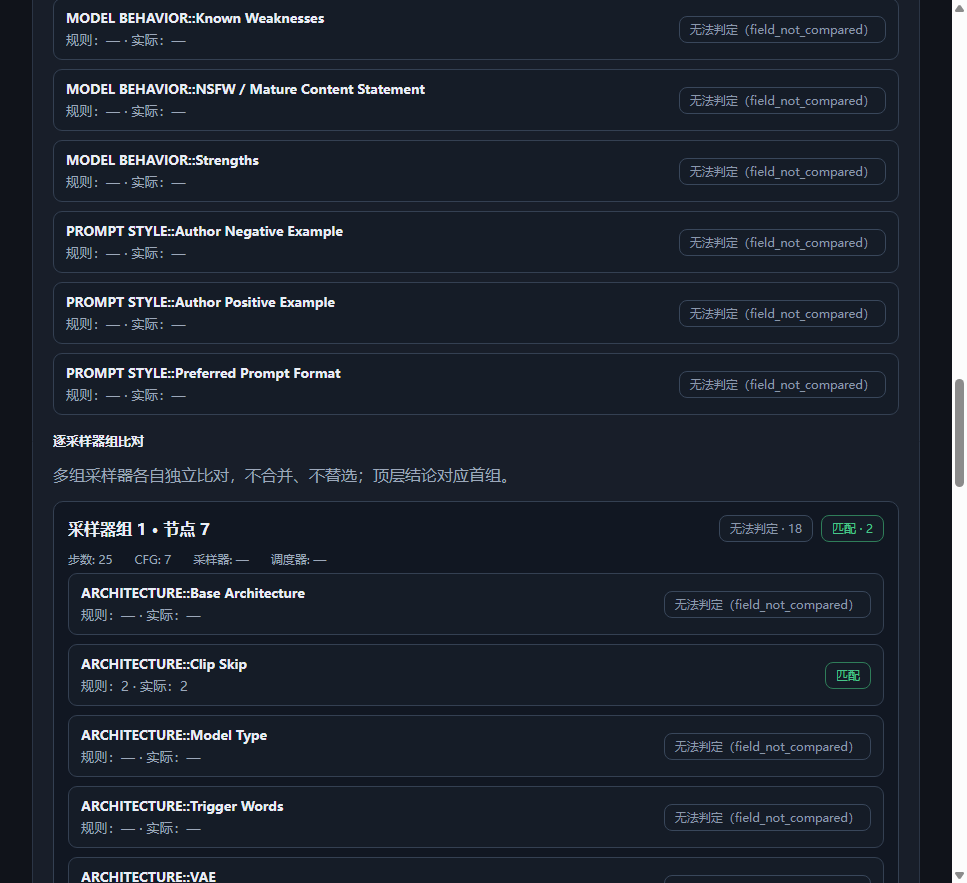 MODEL BEHAVIOR::Known Weaknesses
规则：— · 实际：—
无法判定（field_not_compared）
MODEL BEHAVIOR::NSFW / Mature Content Statement
规则：— · 实际：—
无法判定（field_not_compared）
MODEL BEHAVIOR::Strengths
规则：— · 实际：—
无法判定（field_not_compared）
PROMPT STYLE::Author Negative Example
规则：— · 实际：—
无法判定（field_not_compared）
PROMPT STYLE::Author Positive Example
规则：— · 实际：—
无法判定（field_not_compared）
PROMPT STYLE::Preferred Prompt Format
规则：— · 实际：—
无法判定（field_not_compared）
逐采样器组比对
多组采样器各自独立比对，不合并、不替选；顶层结论对应首组。
采样器组 1 • 节点 7
无法判定 · 18
匹配 · 2
步数: 25 CFG: 7 采样器: — 调度器: —
ARCHITECTURE::Base Architecture
规则：— · 实际：—
无法判定（field_not_compared）
ARCHITECTURE::Clip Skip
规则：2 · 实际：2
匹配
ARCHITECTURE::Model Type
规则：— · 实际：—
无法判定（field_not_compared）
ARCHITECTURE::Trigger Words
规则：— · 实际：—
无法判定（field_not_compared）
ARCHITECTURE::VAE